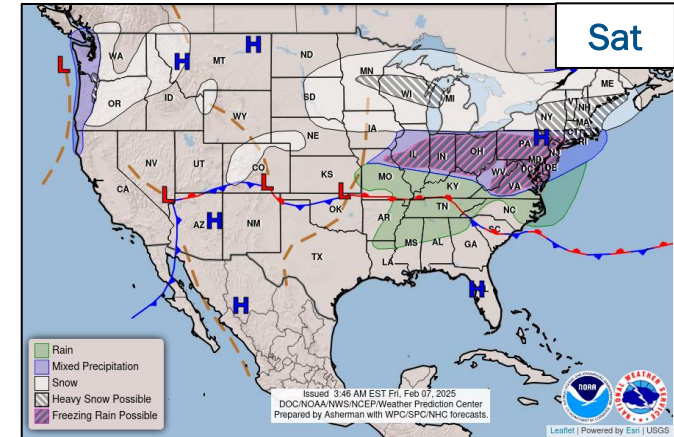 Sat
L
WA
H
MT
H
ND
MN
WI
MI
ME
VT
NH
NY
MA
CT
RI
OR
ID
WY
SD
IA
NE
IL
IN
OH
PA
H
NJ
MD
DE
DC
WV
VA
NV
UT
CO
KS
MO
KY
CA
L
L
L
AZ
H
NM
OK
AR
TN
NC
SC
TX
LA
MS
AL
GA
H
FL
H
Rain
Mixed Precipitation
Snow
Heavy Snow Possible
Freezing Rain Possible
Issued 3:46 AM EST Fri, Feb 07, 2025
DOC/NOAA/NWS/NCEP/Weather Prediction Center
Prepared by Asherman with WPC/SPC/NHC forecasts.
NOAA
NATIONAL WEATHER SERVICE
Leaflet | Powered by Esri | USGS